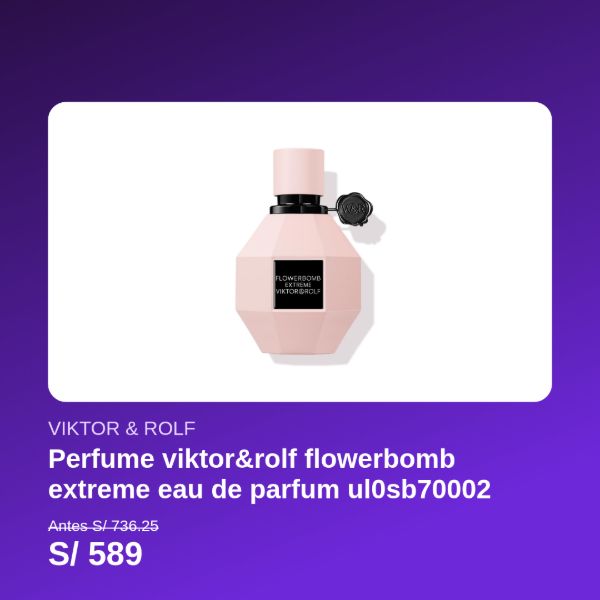 V&R
FLOWERBOMB
EXTREME
VIKTOR&ROLF
VIKTOR & ROLF
Perfume viktor&rolf flowerbomb
extreme eau de parfum ul0sb70002
Antes S/ 736.25
S/ 589